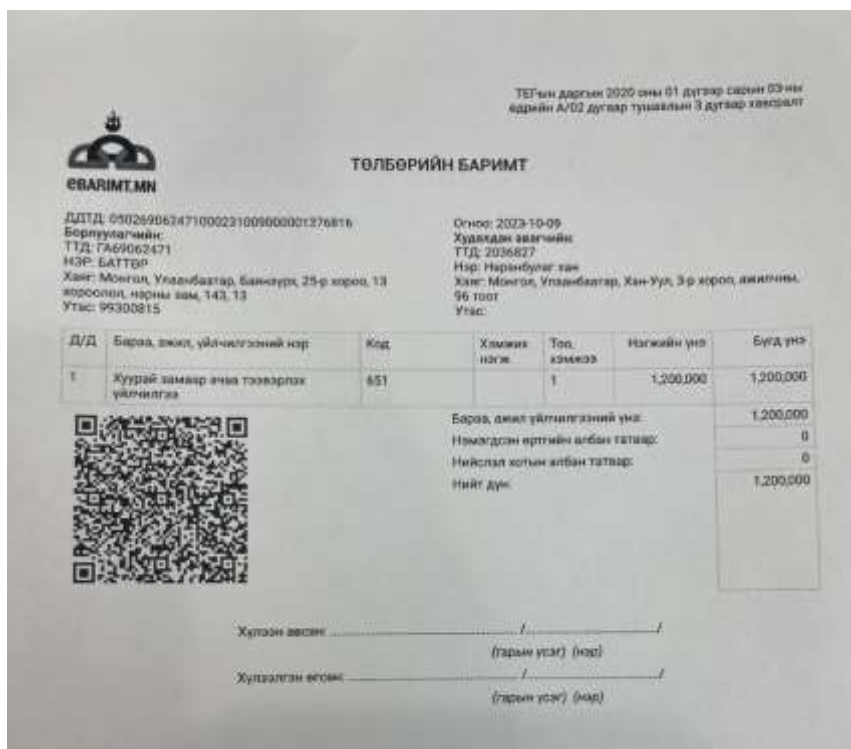 ТЕГ-ын даргын 2020 оны 01 дүгээр сарын 03-ны
өдрийн А/02 дугаар тушаалын 3 дугаар хавсралт
EBARIMT.MN
ТӨЛБӨРИЙН БАРИМТ
ДДТД:
Борлуулагчийн:
ТТД: ГА69062471
НЭР: БАТТӨР
Хаяг: Монгол, Улаанбаатар, Баянзүрх, 25-р хороо, 13
хороолол, нарны зам, 143, 13
Утас: 99300815
Огноо: 2023-10-09
Худалдан авагчийн:
ТТД: 2036827
Нэр: Наранбулаг хан
Хаяг: Монгол, Улаанбаатар, Хан-Уул, 3-р хороо, ажилчны,
96 тоот
Утас:
Д/Д Бараа, ажил, үйлчилгээний нэр Код Хэмжих нэгж Тоо, хэмжээ Нэгжийн үнэ Бүгд үнэ
1 Хуурай замаар ачаа тээвэрлэх 651 1 1,200,000 1,200,000
үйлчилгээ
Бараа, ажил үйлчилгээний үнэ: 1,200,000
Нэмэгдсэн өртгийн албан татвар: 0
Нийслэл хотын албан татвар: 0
Нийт дүн: 1,200,000
Хүлээн авсан: ........................./........................./
(гарын үсэг) (нэр)
Хүлээлгэн өгсөн: ........................./........................./
(гарын үсэг) (нэр)